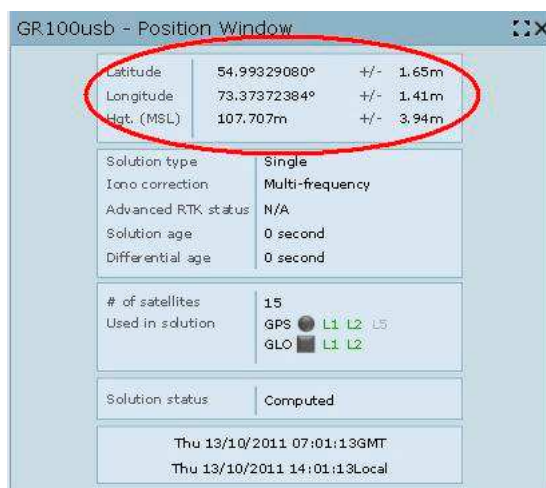 GR100usb - Position Window
Latitude 54.99329080° +/- 1.65m
Longitude 73.37372384° +/- 1.41m
Hgt. (MSL) 107.707m +/- 3.94m
Solution type Single
Iono correction Multi-frequency
Advanced RTK status N/A
Solution age 0 second
Differential age 0 second
# of satellites 15
Used in solution GPS L1 L2 L5
GLO L1 L2
Solution status Computed
Thu 13/10/2011 07:01:13GMT
Thu 13/10/2011 14:01:13Local